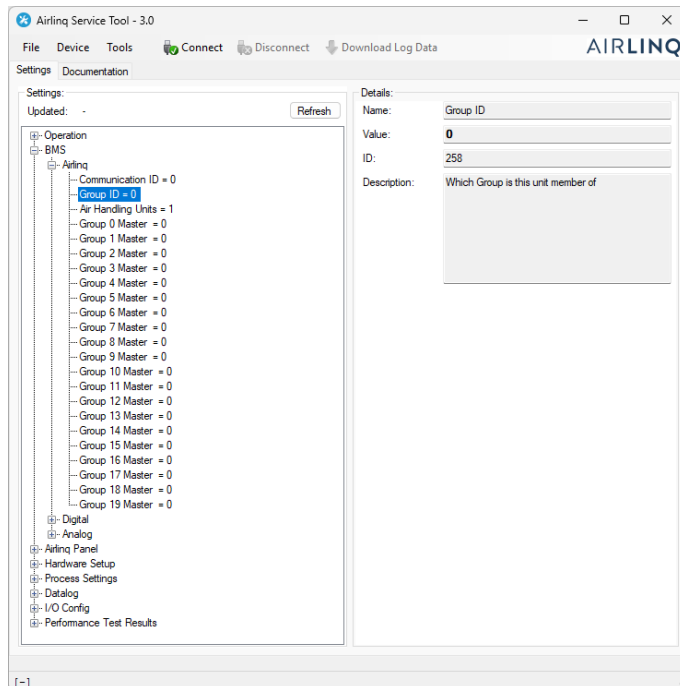 Airlinq Service Tool - 3.0
File Device Tools Connect Disconnect Download Log Data AIRLINQ
Settings Documentation
Settings:
Updated: - Refresh
Operation
BMS
Airlinq
Communication ID = 0
Group ID = 0
Air Handling Units = 1
Group 0 Master = 0
Group 1 Master = 0
Group 2 Master = 0
Group 3 Master = 0
Group 4 Master = 0
Group 5 Master = 0
Group 6 Master = 0
Group 7 Master = 0
Group 8 Master = 0
Group 9 Master = 0
Group 10 Master = 0
Group 11 Master = 0
Group 12 Master = 0
Group 13 Master = 0
Group 14 Master = 0
Group 15 Master = 0
Group 16 Master = 0
Group 17 Master = 0
Group 18 Master = 0
Group 19 Master = 0
Digital
Analog
Airlinq Panel
Hardware Setup
Process Settings
Datalog
I/O Config
Performance Test Results
Details:
Name: Group ID
Value: 0
ID: 258
Description: Which Group is this unit member of
[-]